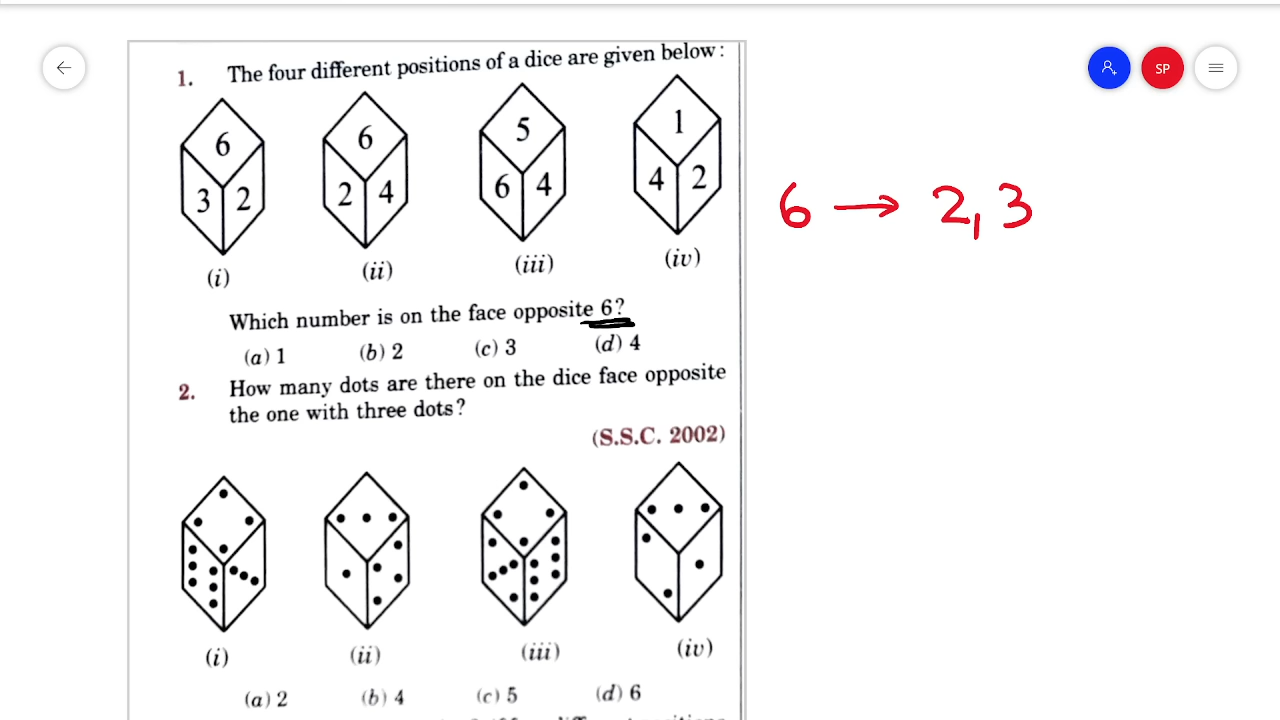 SP
1. The four different positions of a dice are given below :
6 3 2
6 2 4
5 6 4
1 4 2
6 → 2, 3
(i) (ii) (iii) (iv)
Which number is on the face opposite 6?
(a) 1 (b) 2 (c) 3 (d) 4
2. How many dots are there on the dice face opposite
the one with three dots?
(S.S.C. 2002)
(i) (ii) (iii) (iv)
(a) 2 (b) 4 (c) 5 (d) 6